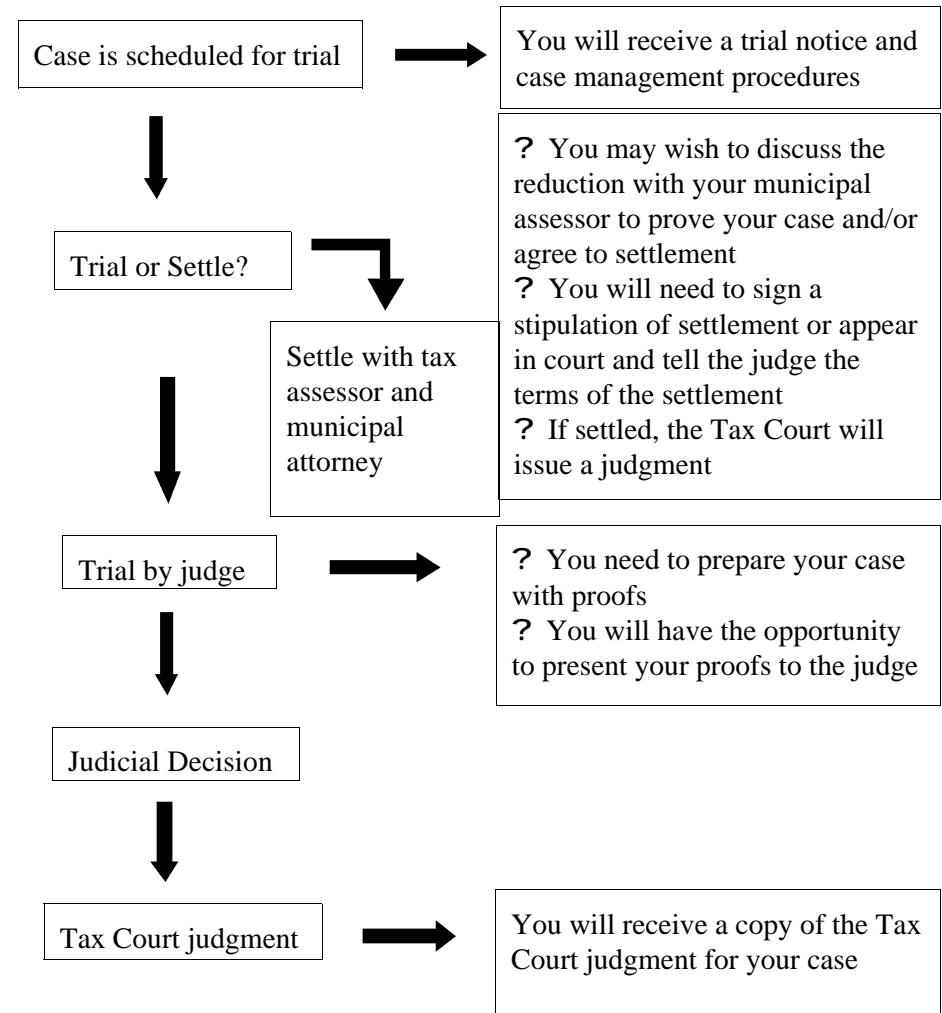 Case is scheduled for trial
You will receive a trial notice and
case management procedures
? You may wish to discuss the
reduction with your municipal
assessor to prove your case and/or
agree to settlement
? You will need to sign a
stipulation of settlement or appear
in court and tell the judge the
terms of the settlement
? If settled, the Tax Court will
issue a judgment
Trial or Settle?
Settle with tax
assessor and
municipal
attorney
Trial by judge
? You need to prepare your case
with proofs
? You will have the opportunity
to present your proofs to the judge
Judicial Decision
Tax Court judgment
You will receive a copy of the Tax
Court judgment for your case